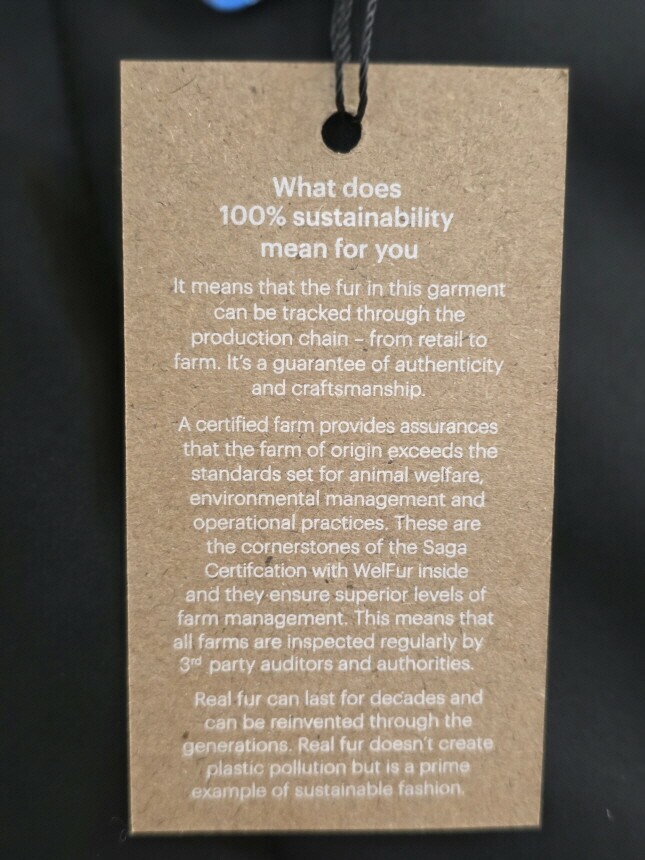 What does
100% sustainability
mean for you
It means that the fur in this garment
can be tracked through the
production chain – from retail to
farm. It's a guarantee of authenticity
and craftsmanship.
A certified farm provides assurances
that the farm of origin exceeds the
standards set for animal welfare,
environmental management and
operational practices. These are
the cornerstones of the Saga
Certifcation with WelFur inside
and they ensure superior levels of
farm management. This means that
all farms are inspected regularly by
3rd party auditors and authorities.
Real fur can last for decades and
can be reinvented through the
generations. Real fur doesn't create
plastic pollution but is a prime
example of sustainable fashion.